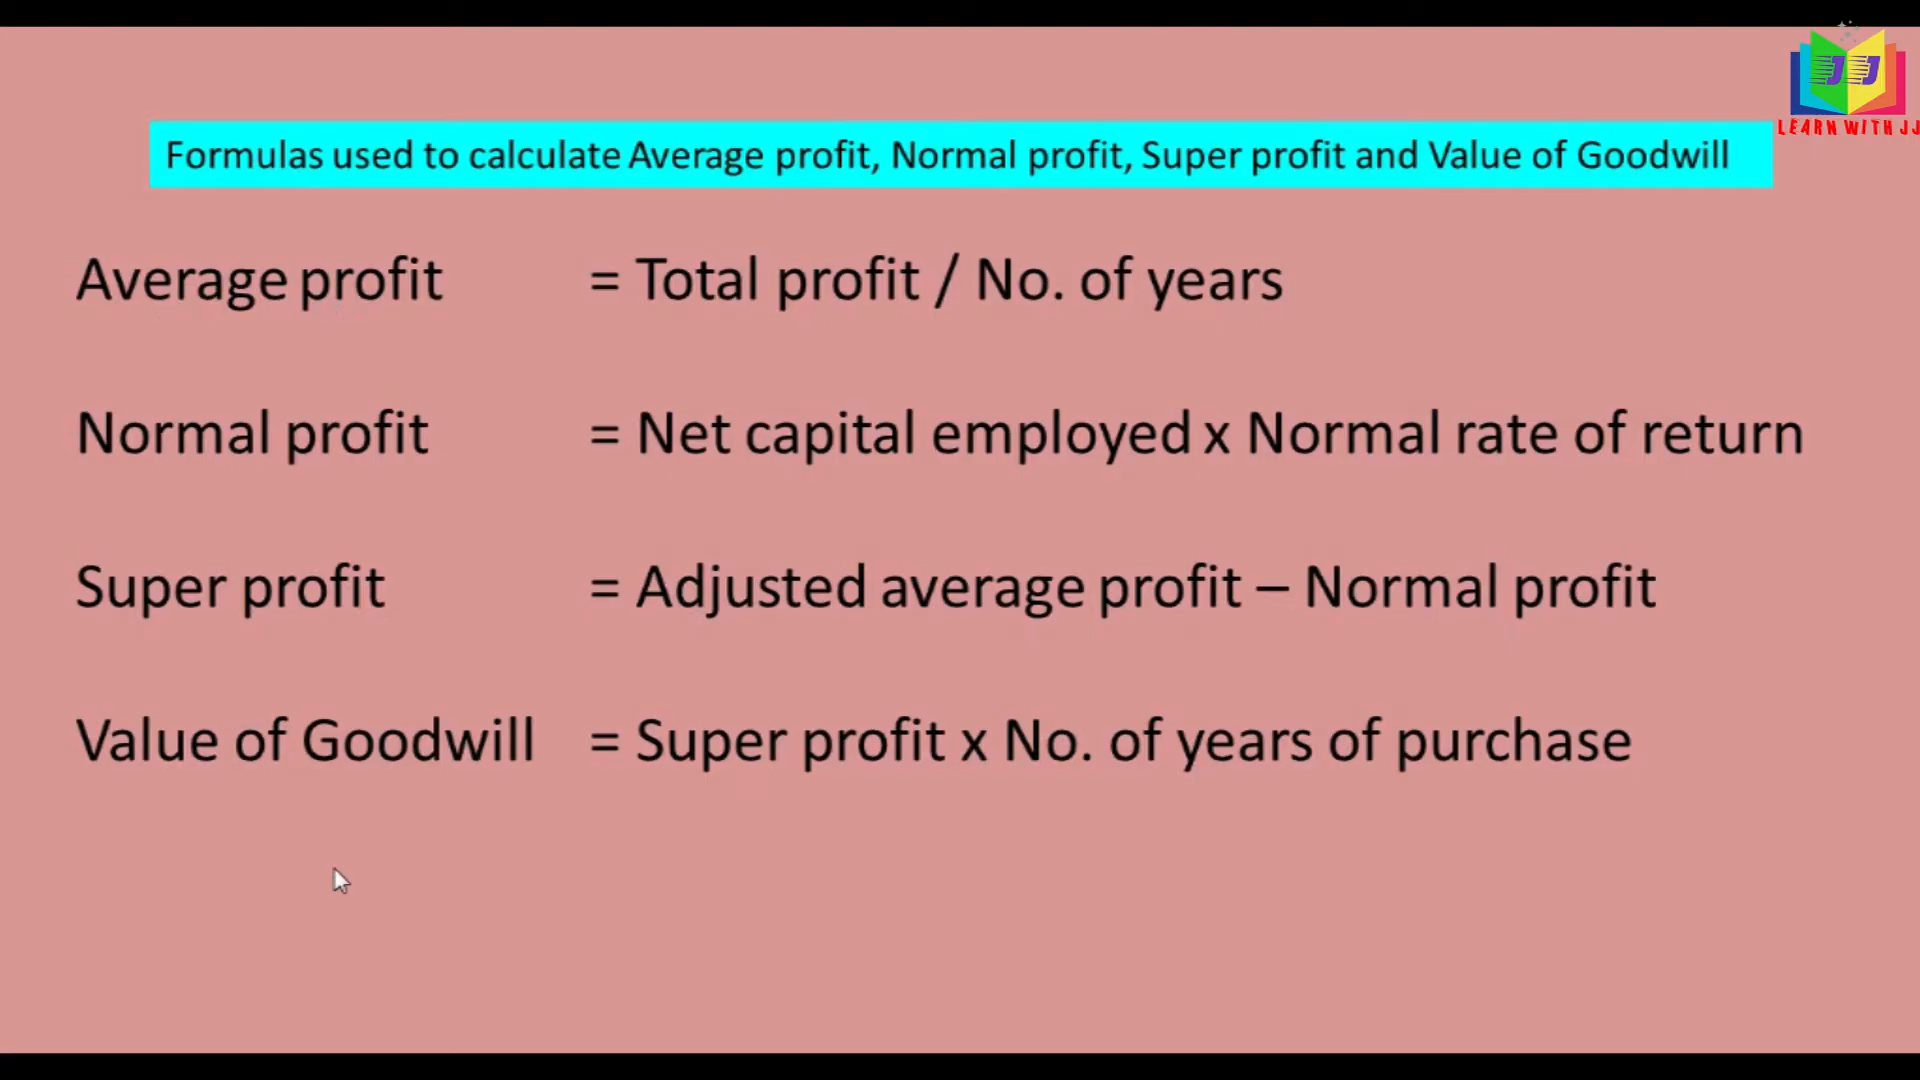 LEARN WITH JJ
Formulas used to calculate Average profit, Normal profit, Super profit and Value of Goodwill
Average profit = Total profit / No. of years
Normal profit = Net capital employed x Normal rate of return
Super profit = Adjusted average profit – Normal profit
Value of Goodwill = Super profit x No. of years of purchase